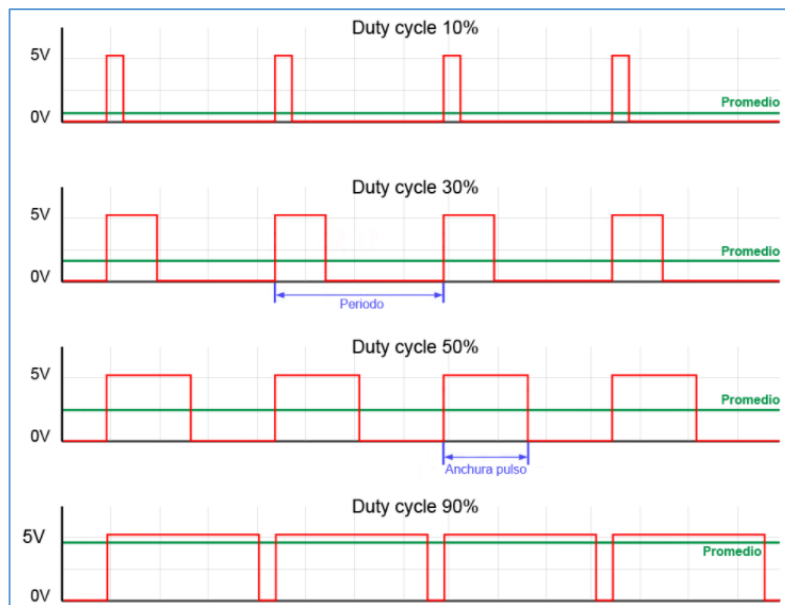 Duty cycle 10%
5V
Promedio
0V
Duty cycle 30%
5V
Promedio
0V
Periodo
Duty cycle 50%
5V
Promedio
0V
Anchura pulso
Duty cycle 90%
5V
Promedio
0V